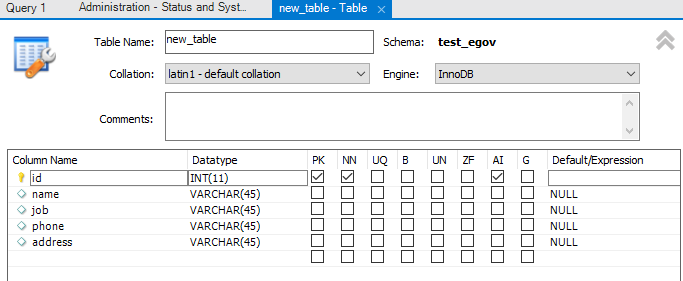 Query 1 Administration - Status and Syst... new_table - Table
Table Name: new_table Schema: test_egov
Collation: latin1 - default collation Engine: InnoDB
Comments:
Column Name Datatype PK NN UQ B UN ZF AI G Default/Expression
id INT(11)
name VARCHAR(45) NULL
job VARCHAR(45) NULL
phone VARCHAR(45) NULL
address VARCHAR(45) NULL